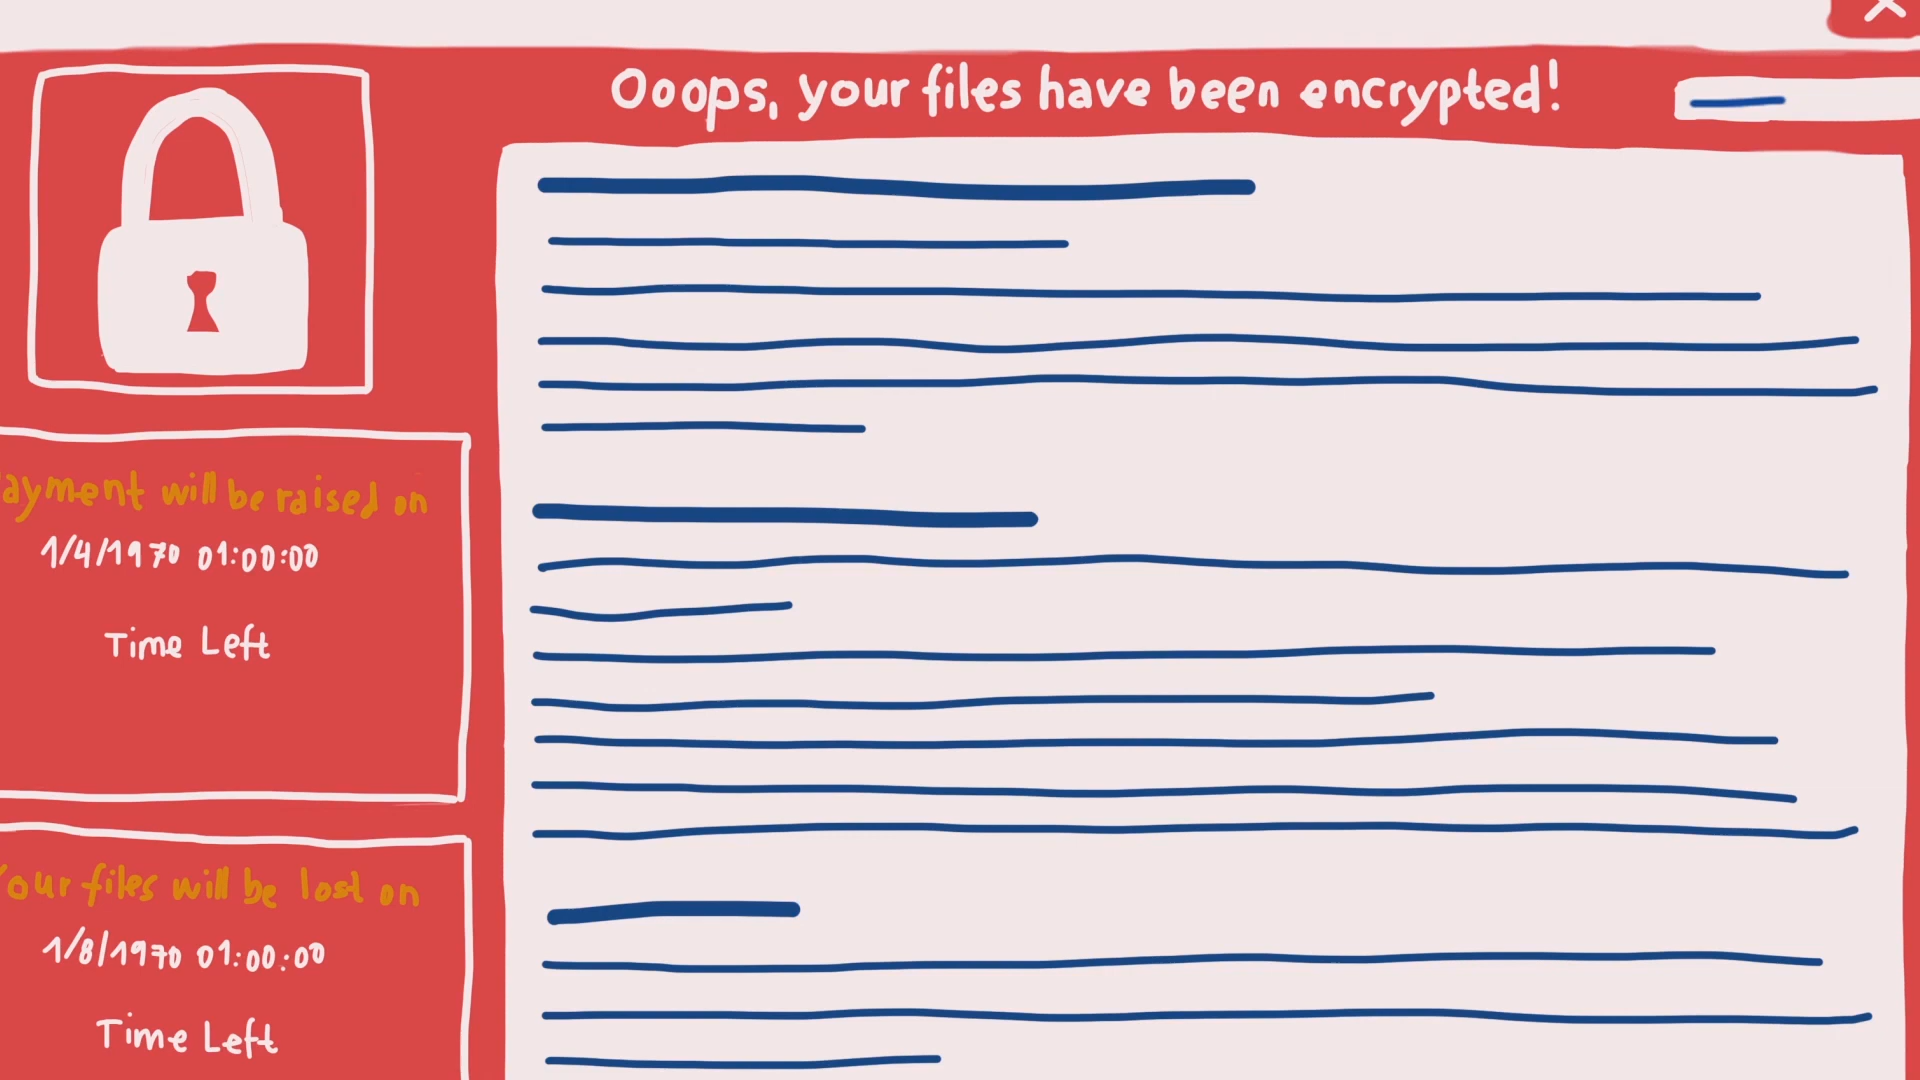 Ooops, your files have been encrypted!
ayment will be raised on
1/4/1970 01:00:00
Time Left
Your files will be lost on
1/8/1970 01:00:00
Time Left